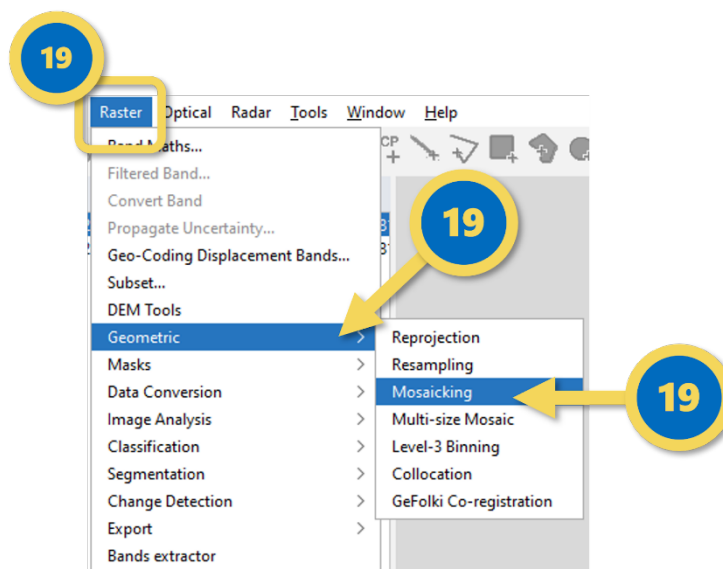 19
Raster Optical Radar Tools Window Help
Band Maths...
CP
Filtered Band...
Convert Band
Propagate Uncertainty...
19
Geo-Coding Displacement Bands...
Subset...
DEM Tools
Geometric >
Reprojection
Masks >
Resampling
Data Conversion >
Mosaicking
19
Image Analysis >
Multi-size Mosaic
Classification >
Level-3 Binning
Segmentation >
Collocation
Change Detection >
GeFolki Co-registration
Export >
Bands extractor